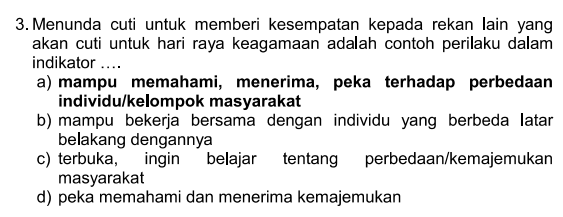 3. Menunda cuti untuk memberi kesempatan kepada rekan lain yang
akan cuti untuk hari raya keagamaan adalah contoh perilaku dalam
indikator ....
a) mampu memahami, menerima, peka terhadap perbedaan
individu/kelompok masyarakat
b) mampu bekerja bersama dengan individu yang berbeda latar
belakang dengannya
c) terbuka, ingin belajar tentang perbedaan/kemajemukan
masyarakat
d) peka memahami dan menerima kemajemukan